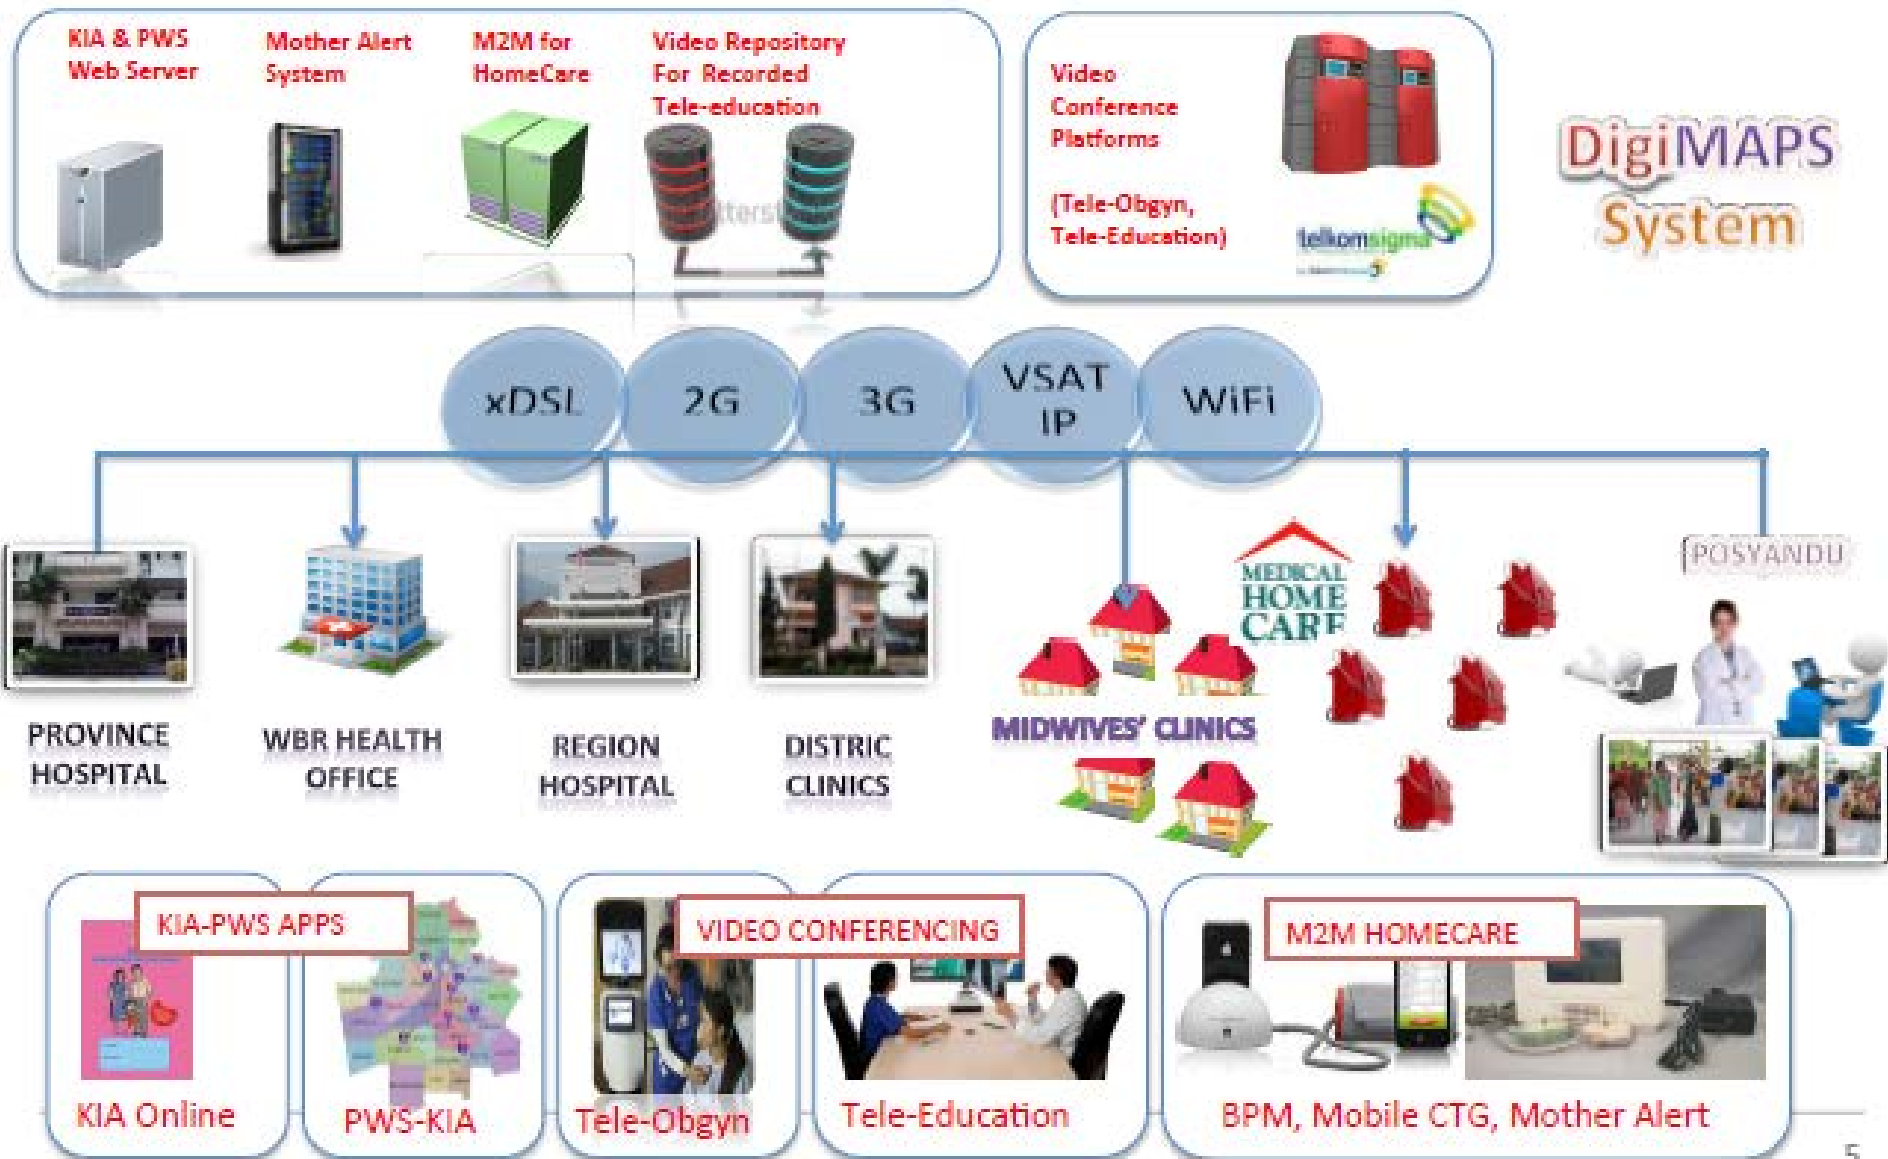 KIA & PWS
Web Server
Mother Alert
System
M2M for
HomeCare
Video Repository
For Recorded
Tele-education
Video
Conference
Platforms
(Tele-Obgyn,
Tele-Education)
telkomsigma
DigiMAPS
System
xDSL
2G
3G
VSAT
IP
WiFi
PROVINCE
HOSPITAL
WBR HEALTH
OFFICE
REGION
HOSPITAL
DISTRIC
CLINICS
MIDWIVES' CLINICS
MEDICAL
HOME
CARE
POSYANDU
KIA-PWS APPS
VIDEO CONFERENCING
M2M HOMECARE
KIA Online
PWS-KIA
Tele-Obgyn
Tele-Education
BPM, Mobile CTG, Mother Alert
5